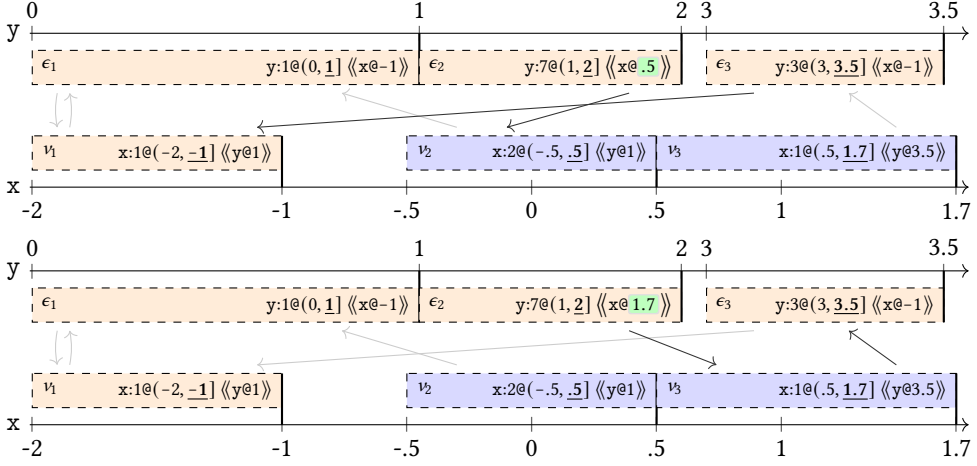 0 1 2 3 3.5
y
ϵ1 y:1@(0, 1] ⟪x@-1⟫ ϵ2 y:7@(1, 2] ⟪x@.5⟫ ϵ3 y:3@(3, 3.5] ⟪x@-1⟫
ν1 x:1@(-2, -1] ⟪y@1⟫ ν2 x:2@(-.5, .5] ⟪y@1⟫ ν3 x:1@(.5, 1.7] ⟪y@3.5⟫
x
-2 -1 -.5 0 .5 1 1.7
0 1 2 3 3.5
y
ϵ1 y:1@(0, 1] ⟪x@-1⟫ ϵ2 y:7@(1, 2] ⟪x@1.7⟫ ϵ3 y:3@(3, 3.5] ⟪x@-1⟫
ν1 x:1@(-2, -1] ⟪y@1⟫ ν2 x:2@(-.5, .5] ⟪y@1⟫ ν3 x:1@(.5, 1.7] ⟪y@3.5⟫
x
-2 -1 -.5 0 .5 1 1.7